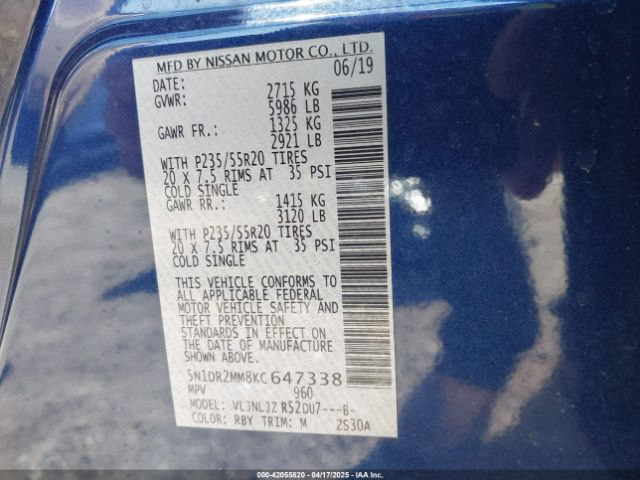 MFD BY NISSAN MOTOR CO., LTD.
DATE: 06/19
GVWR: 2715 KG
5986 LB
GAWR FR.: 1325 KG
2921 LB
WITH P235/55R20 TIRES
20 X 7.5 RIMS AT 35 PSI
COLD SINGLE
GAWR RR.: 1415 KG
3120 LB
WITH P235/55R20 TIRES
20 X 7.5 RIMS AT 35 PSI
COLD SINGLE
THIS VEHICLE CONFORMS TO
ALL APPLICABLE FEDERAL
MOTOR VEHICLE SAFETY AND
THEFT PREVENTION
STANDARDS IN EFFECT ON
THE DATE OF MANUFACTURE
SHOWN ABOVE.
5N1DR2MM8KC647338
MPV 960
MODEL: VLJNLJZ R52DU7---B-
COLOR: RBY TRIM: M ZS30A
000-42055820 - 04/17/2025 - IAAI.COM